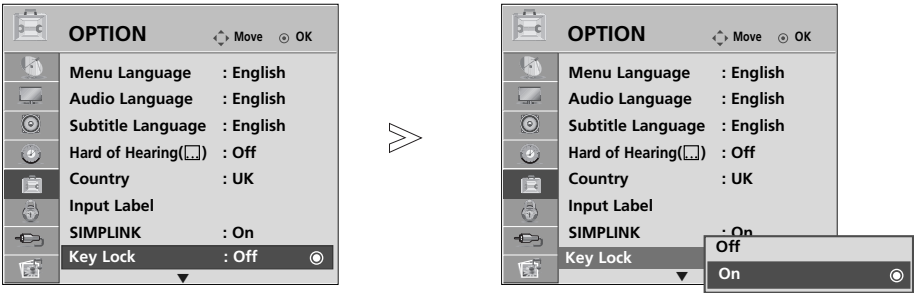 OPTION Move OK
Menu Language : English
Audio Language : English
Subtitle Language : English
Hard of Hearing( ) : Off
Country : UK
Input Label
SIMPLINK : On
Key Lock : Off
OPTION Move OK
Menu Language : English
Audio Language : English
Subtitle Language : English
Hard of Hearing( ) : Off
Country : UK
Input Label
SIMPLINK : On
Key Lock
Off
On